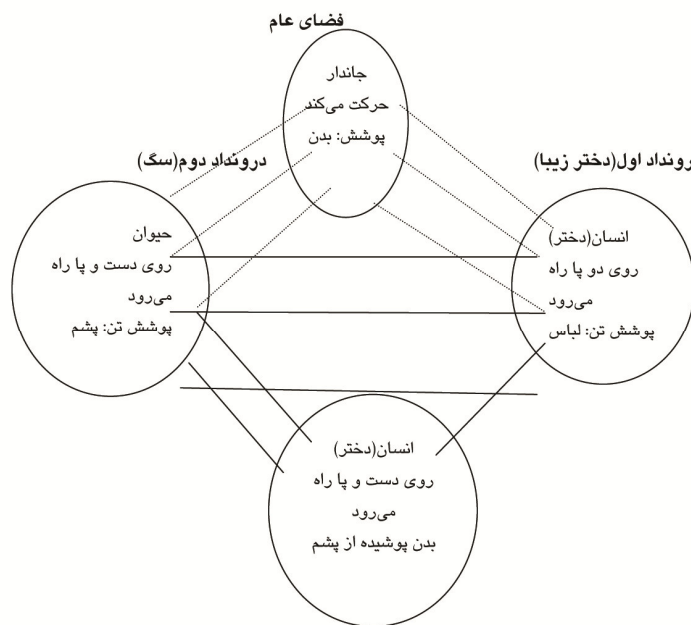 فضای عام
جاندار
حرکت می‌کند
پوشش: بدن
رونداد اول(دختر زیبا)
انسان(دختر)
روی دو پا راه
می‌رود
پوشش تن: لباس
درونداد دوم(سگ)
حیوان
روی دست و پا راه
می‌رود
پوشش تن: پشم
انسان(دختر)
روی دست و پا راه
می‌رود
بدن پوشیده از پشم